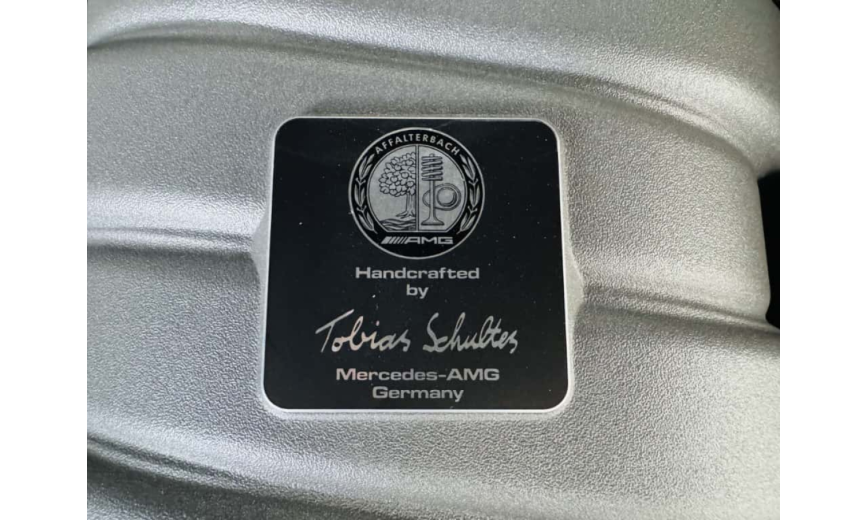 AFFALTERBACH
AMG
Handcrafted
by
Tobias Schultes
Mercedes-AMG
Germany